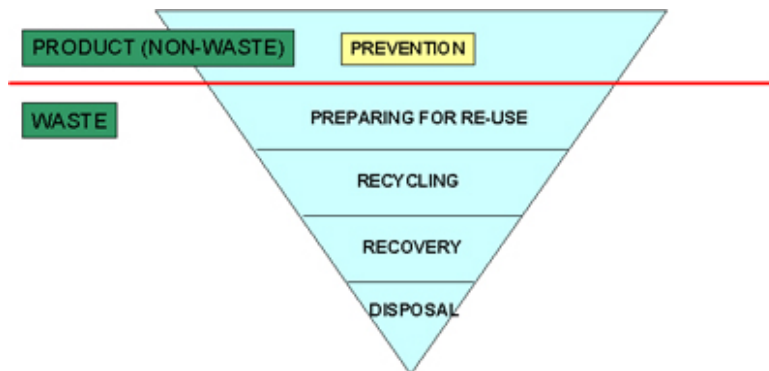 PRODUCT (NON-WASTE)
PREVENTION
WASTE
PREPARING FOR RE-USE
RECYCLING
RECOVERY
DISPOSAL